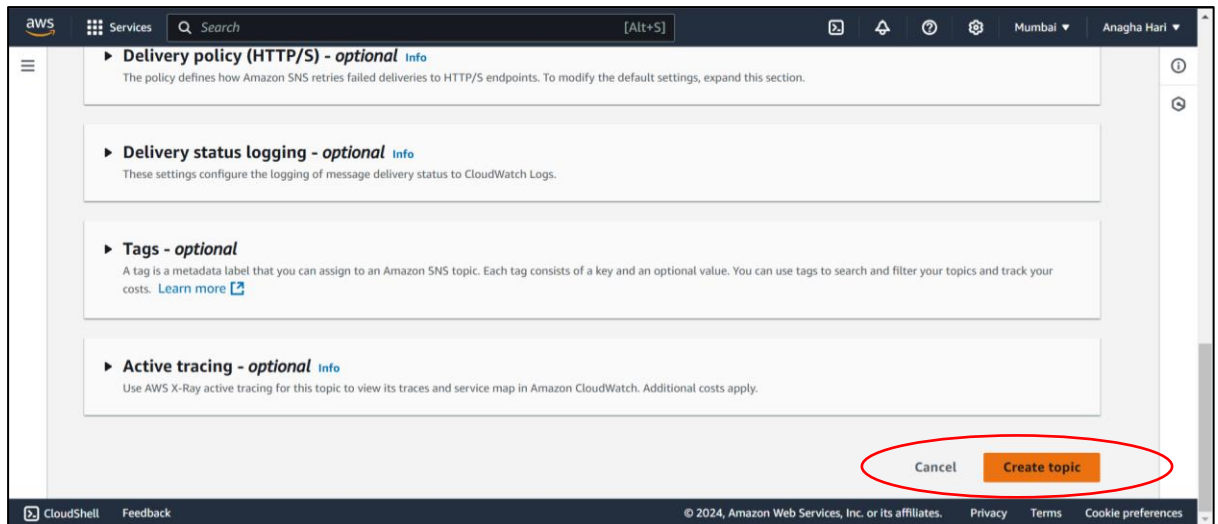 aws
Services
Search
[Alt+S]
Mumbai
Anagha Hari
Delivery policy (HTTP/S) - optional Info
The policy defines how Amazon SNS retries failed deliveries to HTTP/S endpoints. To modify the default settings, expand this section.
Delivery status logging - optional Info
These settings configure the logging of message delivery status to CloudWatch Logs.
Tags - optional
A tag is a metadata label that you can assign to an Amazon SNS topic. Each tag consists of a key and an optional value. You can use tags to search and filter your topics and track your
costs. Learn more
Active tracing - optional Info
Use AWS X-Ray active tracing for this topic to view its traces and service map in Amazon CloudWatch. Additional costs apply.
Cancel
Create topic
CloudShell
Feedback
© 2024, Amazon Web Services, Inc. or its affiliates.
Privacy
Terms
Cookie preferences